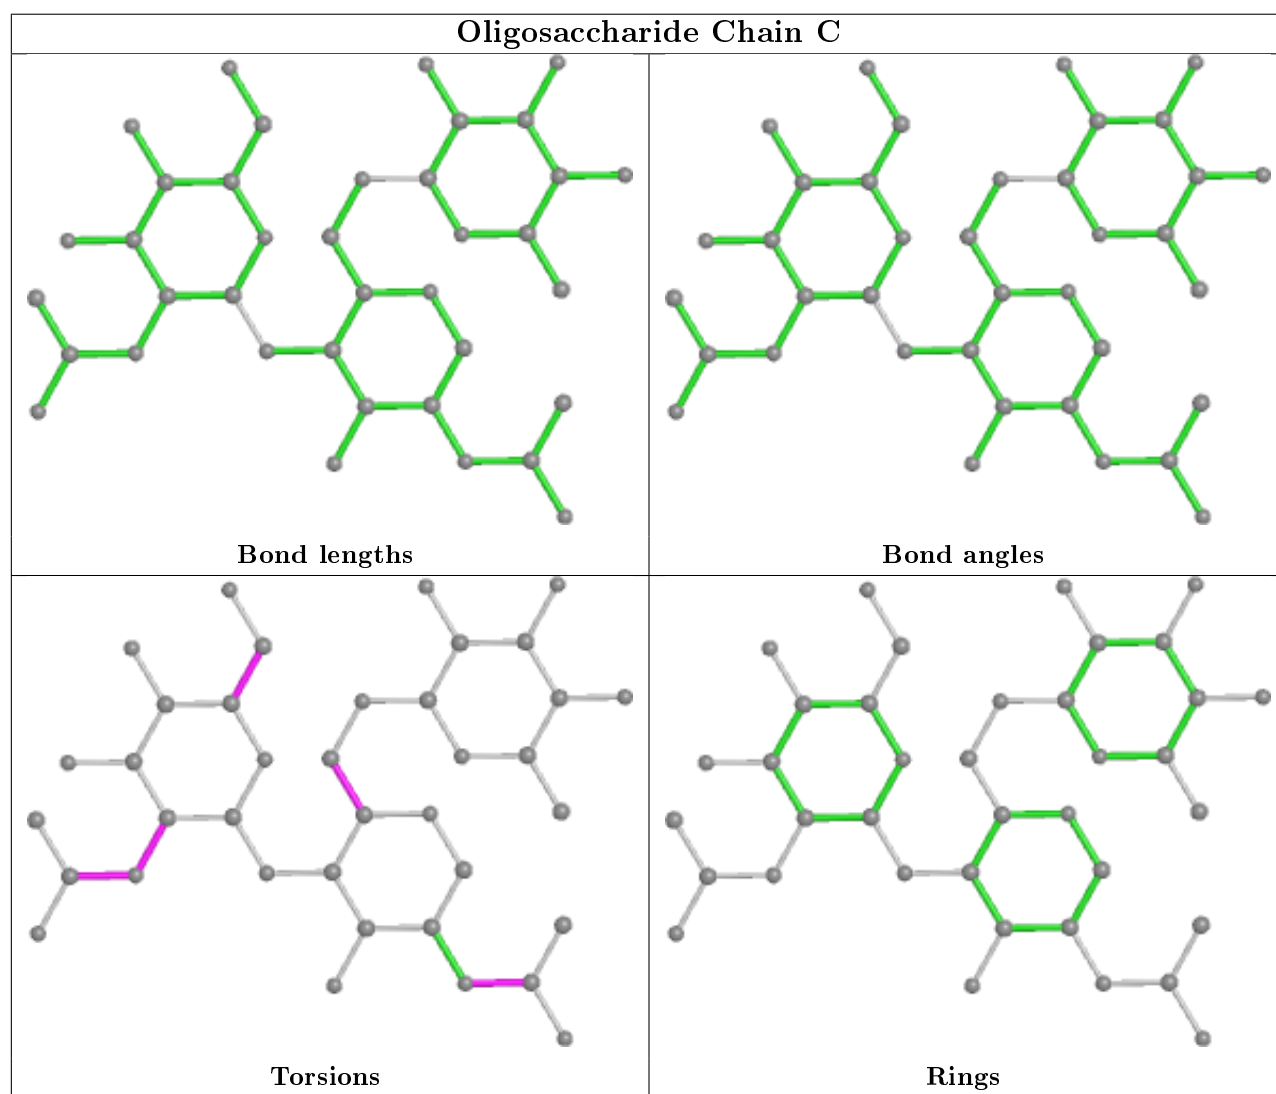 Oligosaccharide Chain C
Bond lengths
Bond angles
Torsions
Rings